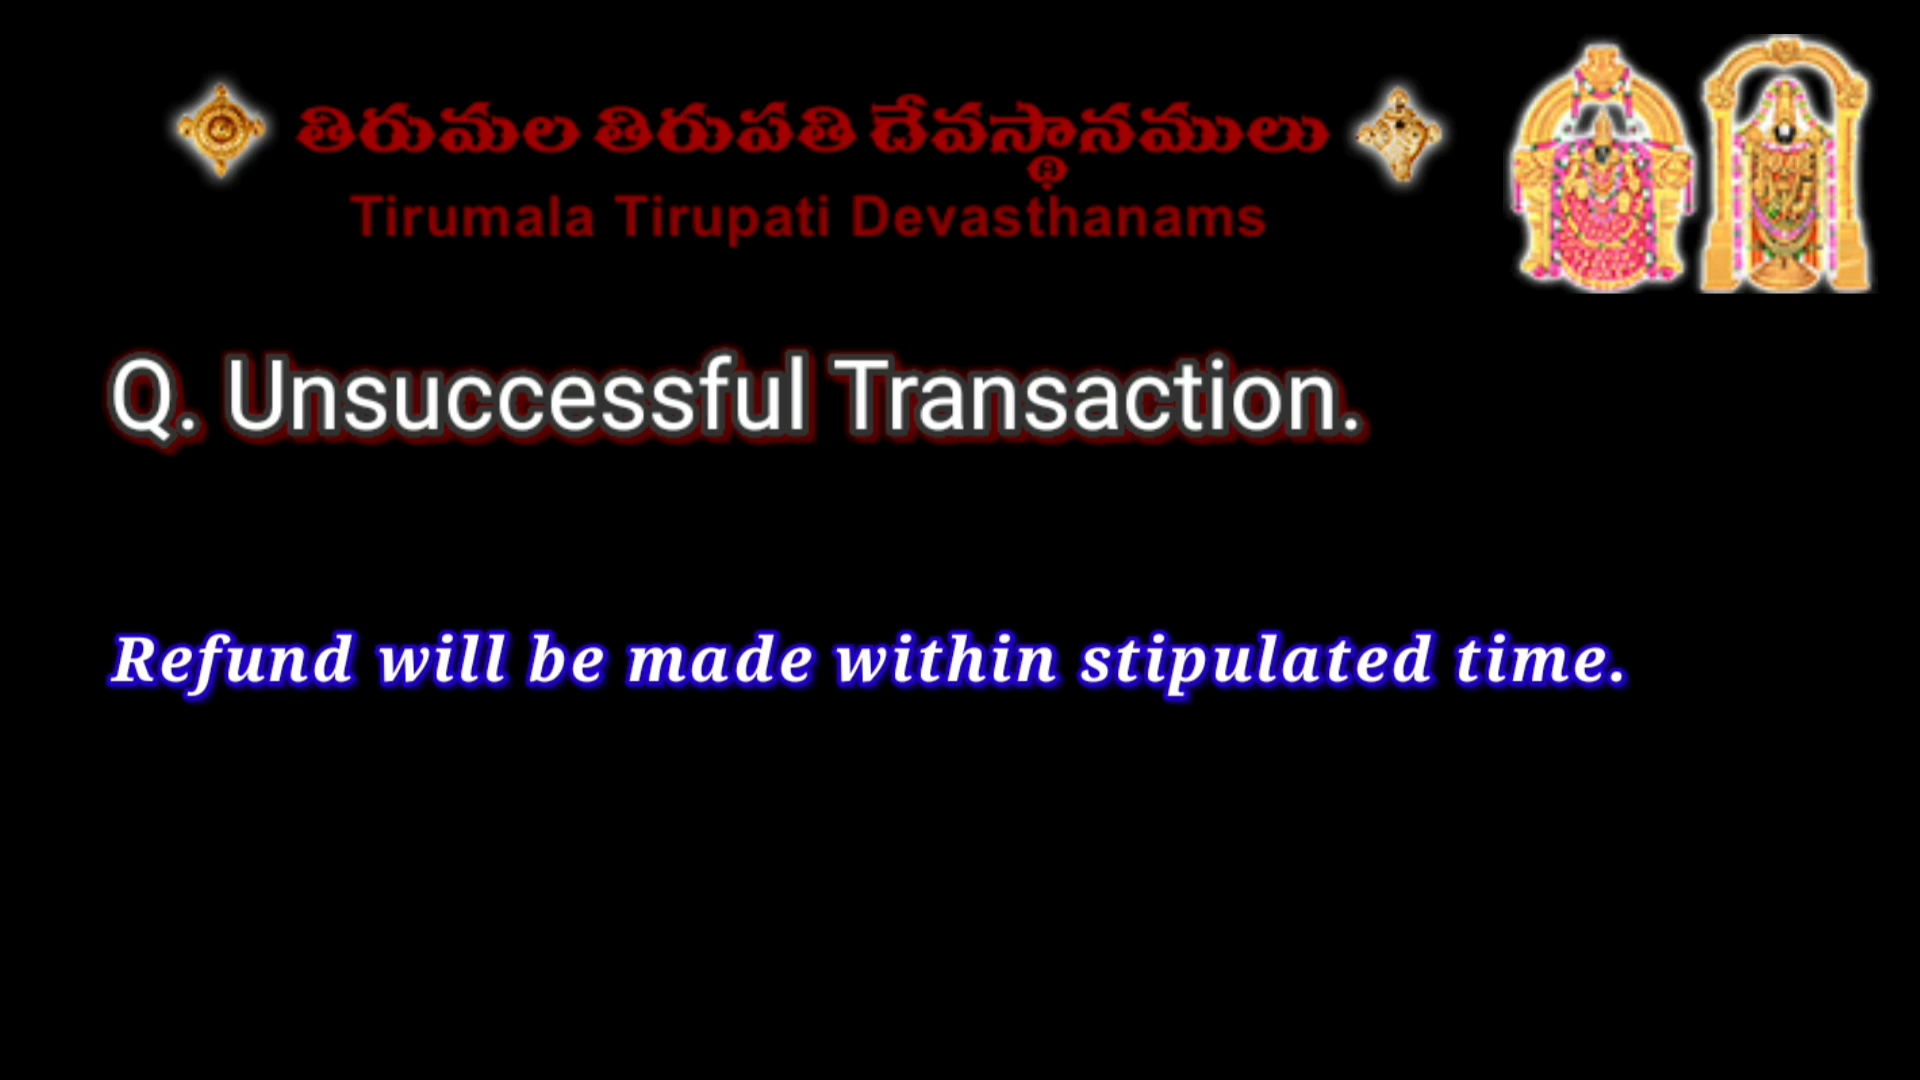 తిరుమల తిరుపతి దేవస్థానములు
Tirumala Tirupati Devasthanams
Q. Unsuccessful Transaction.
Refund will be made within stipulated time.